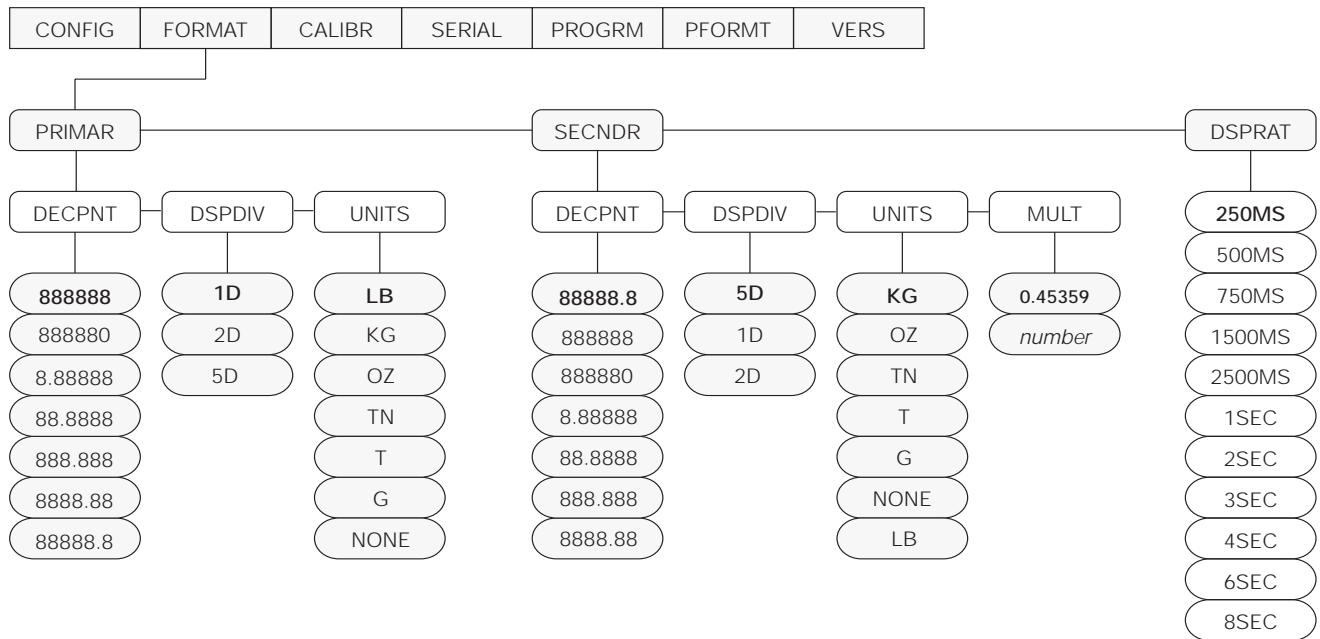 CONFIG FORMAT CALIBR SERIAL PROGRM PFORMT VERS
PRIMAR SECNDR DSPRAT
DECPNT DSPDIV UNITS DECPNT DSPDIV UNITS MULT 250MS
500MS
888888 1D LB 88888.8 5D KG 0.45359 750MS
888880 2D KG 888888 1D OZ number 1500MS
8.88888 5D OZ 888880 2D TN 2500MS
88.8888 TN 8.88888 T 1SEC
888.888 T 88.8888 G 2SEC
8888.88 G 888.888 NONE 3SEC
88888.8 NONE 8888.88 LB 4SEC
6SEC
8SEC